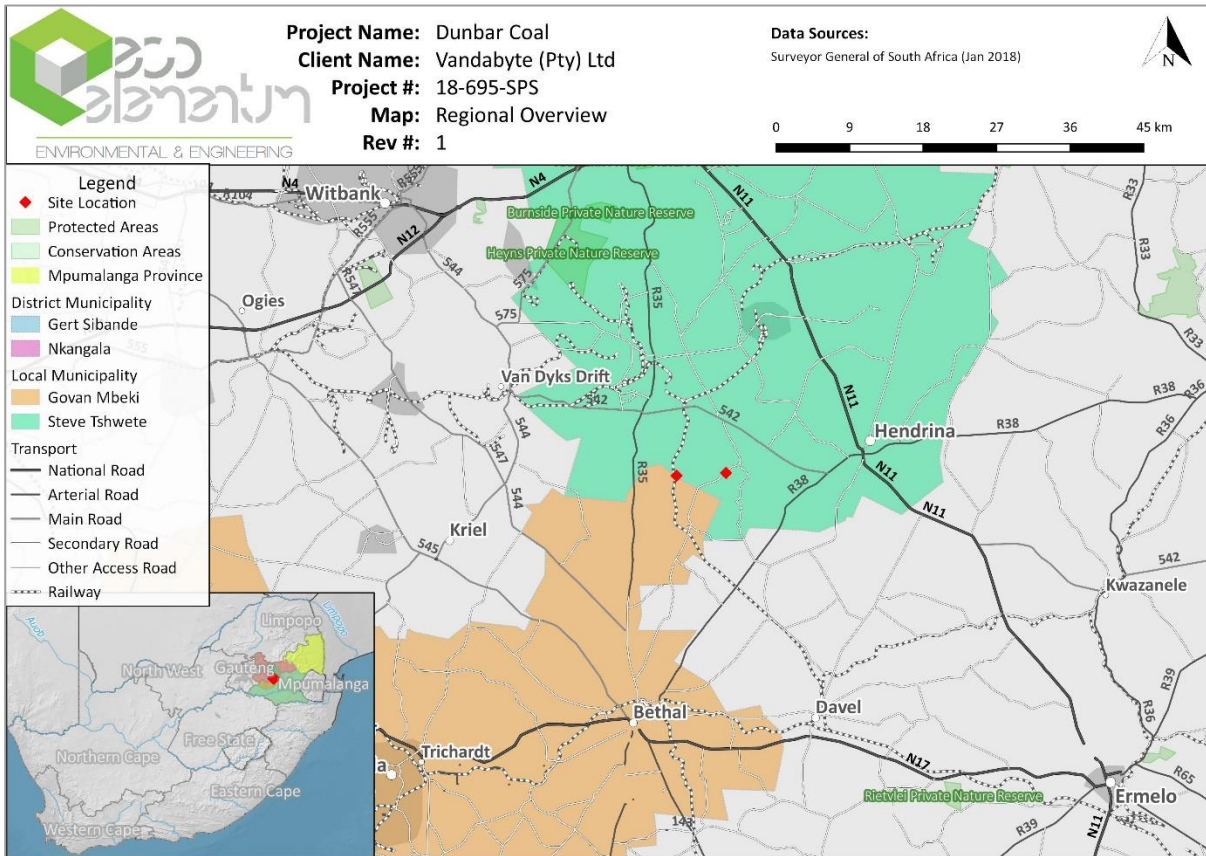 eco
elementum
ENVIRONMENTAL & ENGINEERING
Project Name: Dunbar Coal
Client Name: Vandabyte (Pty) Ltd
Project #: 18-695-SPS
Map: Regional Overview
Rev #: 1
Data Sources:
Surveyor General of South Africa (Jan 2018)
N
0 9 18 27 36 45 km
Legend
Site Location
Protected Areas
Conservation Areas
Mpumalanga Province
District Municipality
Gert Sibande
Nkangala
Local Municipality
Govan Mbeki
Steve Tshwete
Transport
National Road
Arterial Road
Main Road
Secondary Road
Other Access Road
Railway
N4
R104
Witbank
R555
R555
N4
N12
544
R547
Ogies
555
575
575
Burnside Private Nature Reserve
Heyns Private Nature Reserve
R35
N11
R33
R33
R33
Van Dyks Drift
542
542
N11
Hendrina
R38
R38
R36
R36
544
547
544
R35
R38
N11
N11
Kriel
545
542
Kwazanele
R39
R36
Bethal
Davel
Trichardt
a
N17
Rietvlei Private Nature Reserve
Ermelo
R65
R39
N11
143
Auob
Limpopo
Limpopo
North West
Gauteng
Mpumalanga
Free State
Northern Cape
Eastern Cape
Western Cape